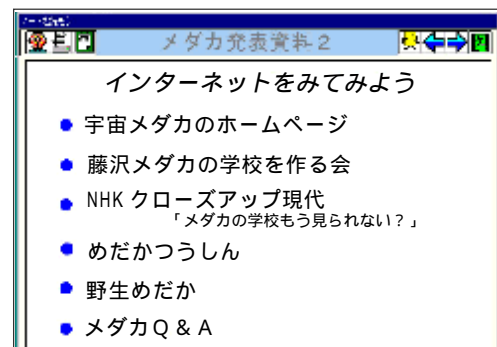 メダカ発表資料2
インターネットをみてみよう
宇宙メダカのホームページ
藤沢メダカの学校を作る会
NHK クローズアップ現代
「メダカの学校もう見られない?」
めだかつうしん
野生めだか
メダカQ&A